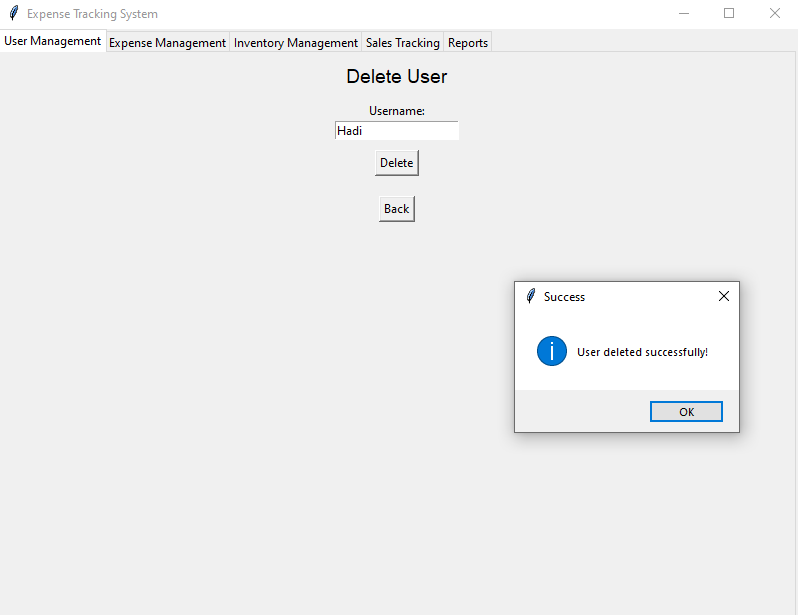 Expense Tracking System
User Management Expense Management Inventory Management Sales Tracking Reports
Delete User
Username:
Hadi
Delete
Back
Success
User deleted successfully!
OK